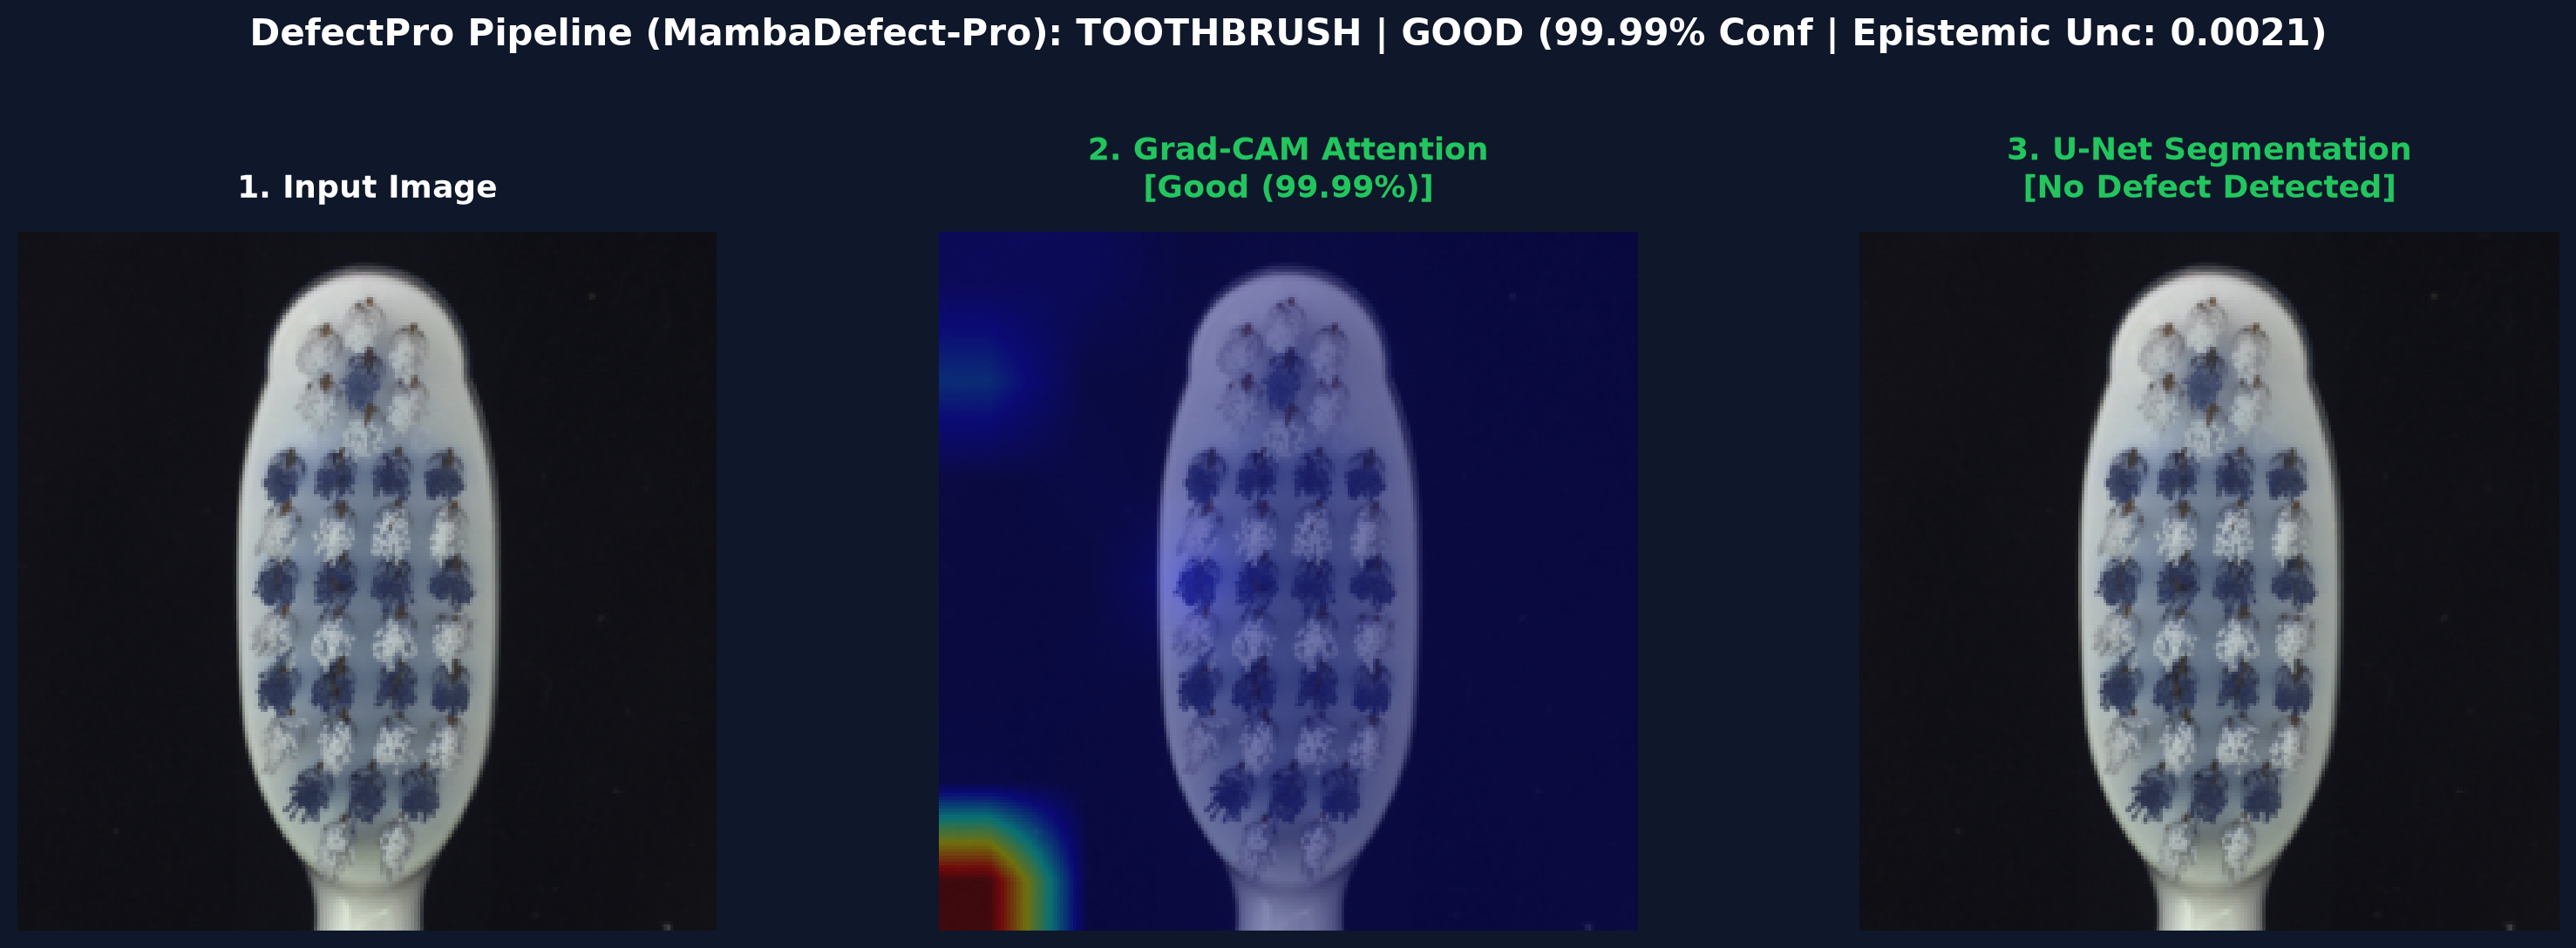 DefectPro Pipeline (MambaDefect-Pro): TOOTHBRUSH | GOOD (99.99% Conf | Epistemic Unc: 0.0021)
1. Input Image
2. Grad-CAM Attention
[Good (99.99%)]
3. U-Net Segmentation
[No Defect Detected]